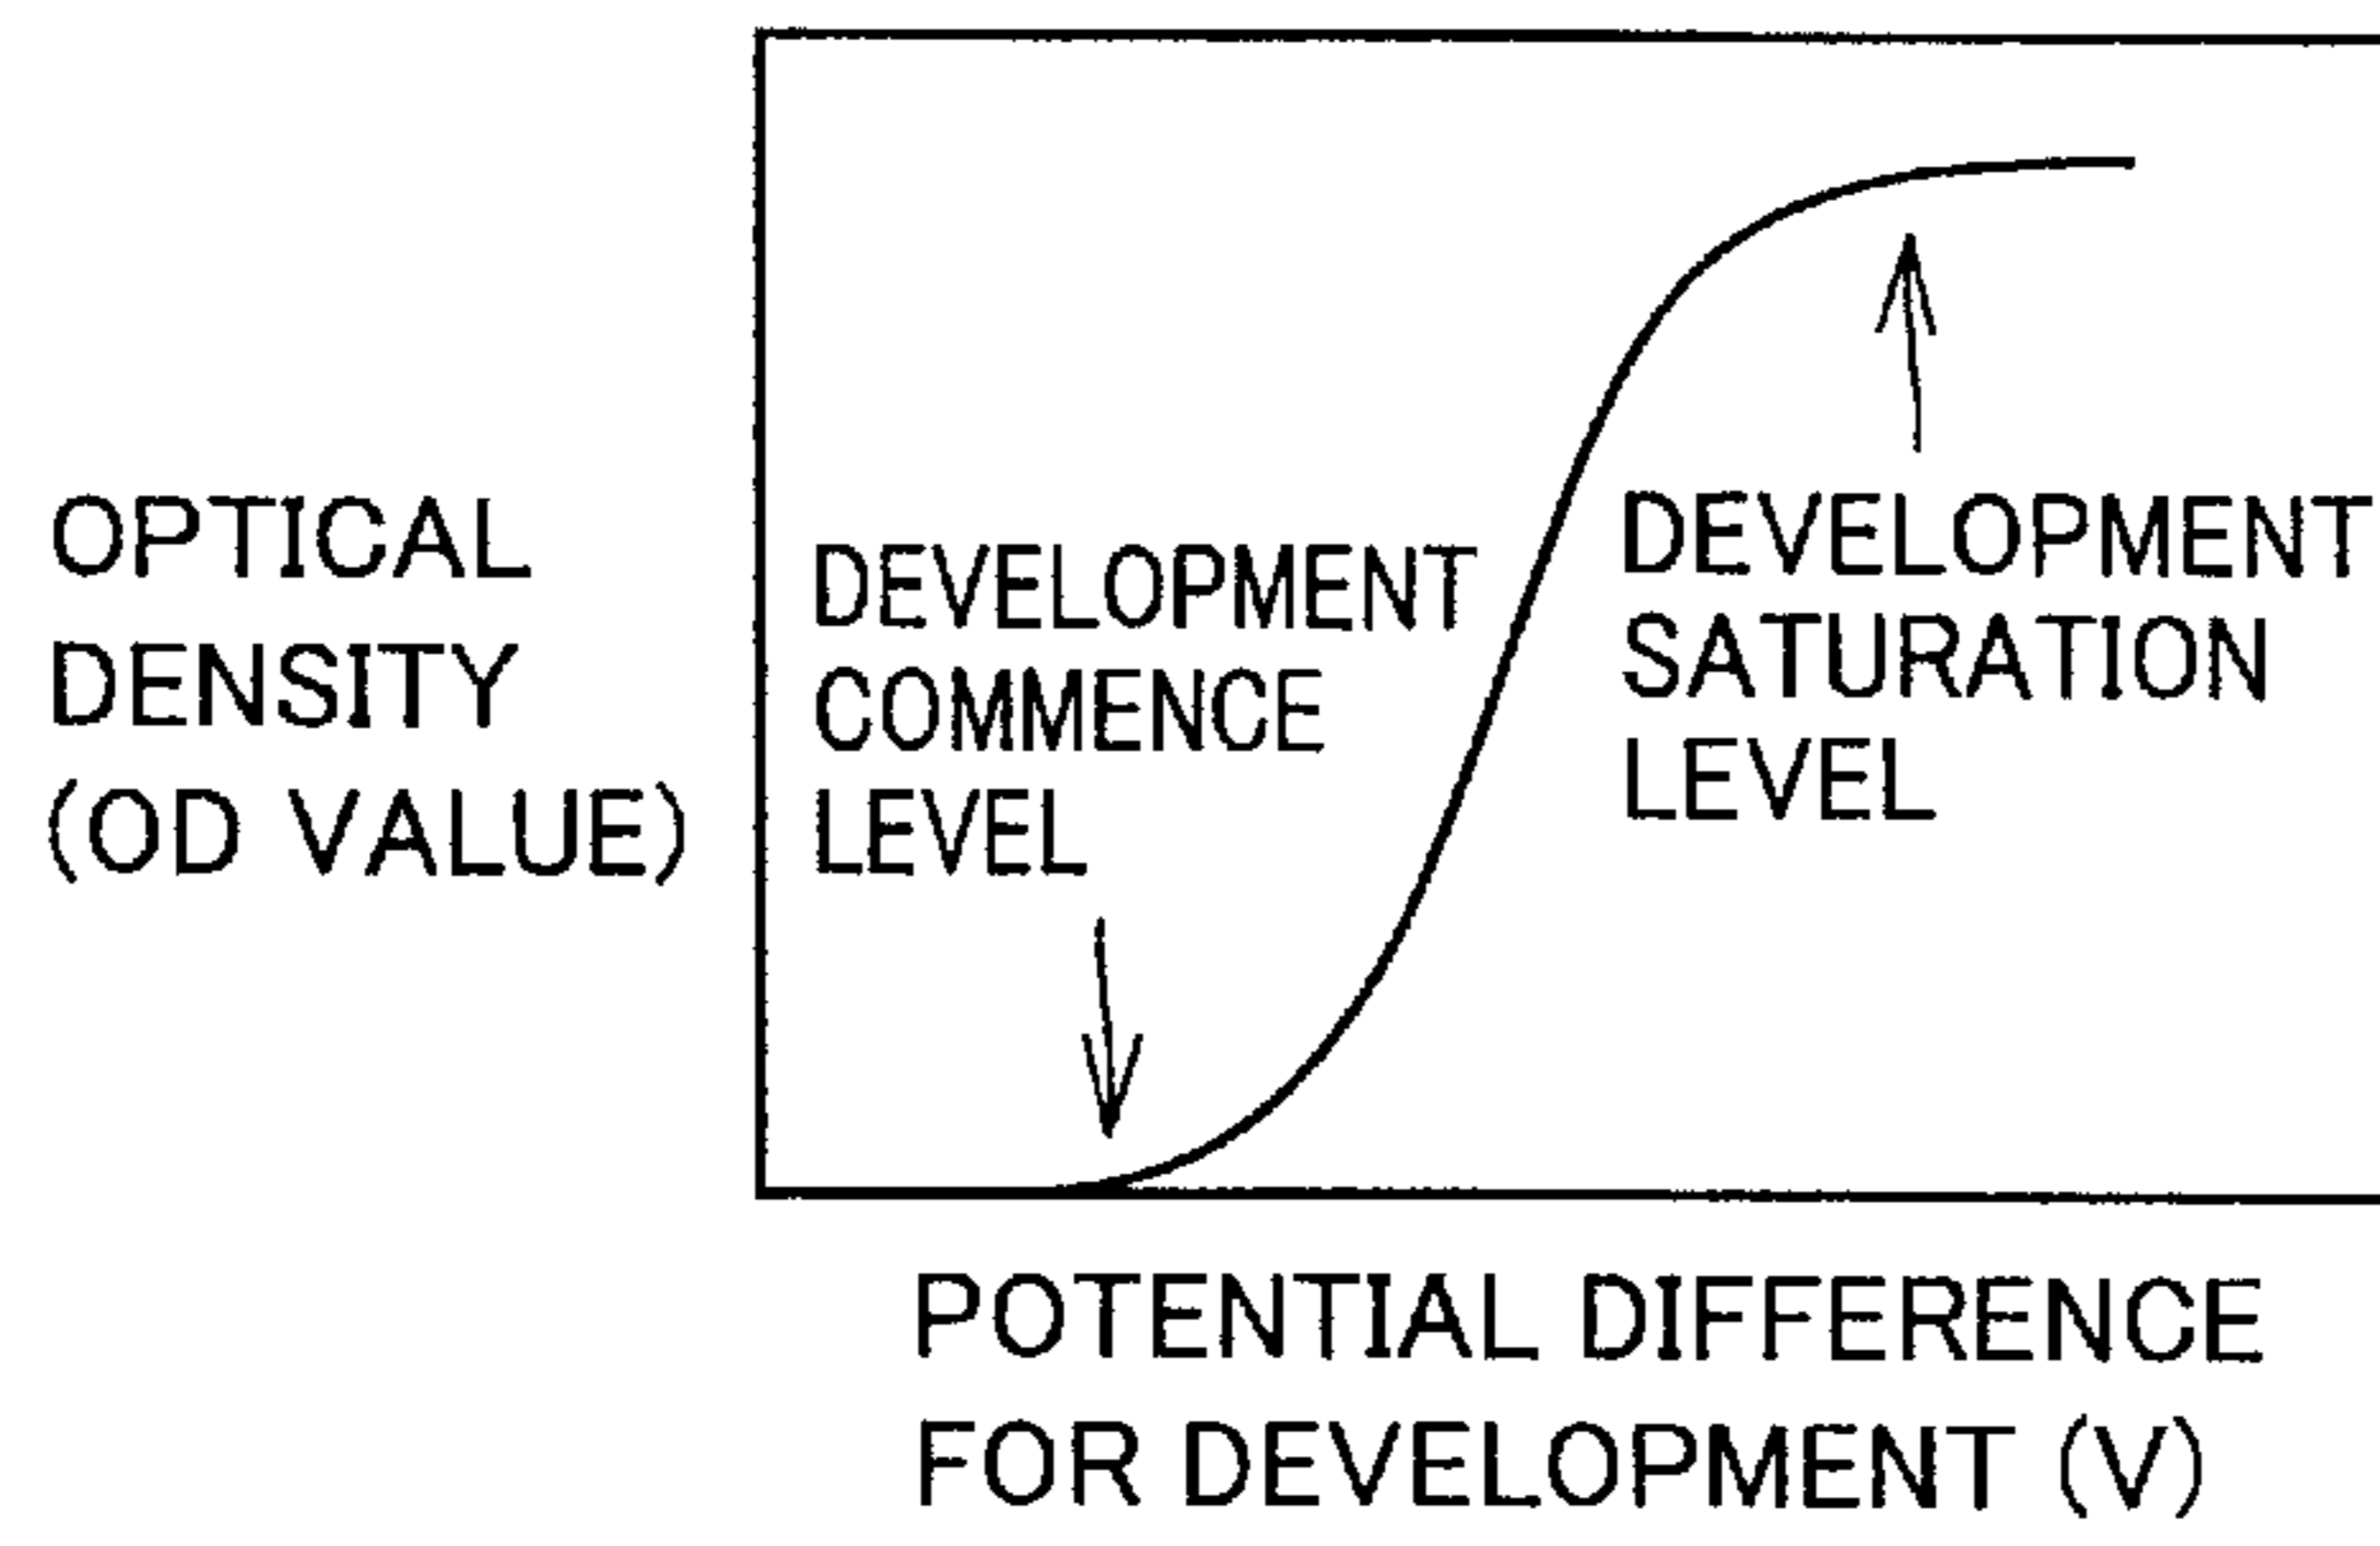 OPTICAL
DENSITY
(OD VALUE)
DEVELOPMENT
COMMENCE
LEVEL
DEVELOPMENT
SATURATION
LEVEL
POTENTIAL DIFFERENCE
FOR DEVELOPMENT (V)